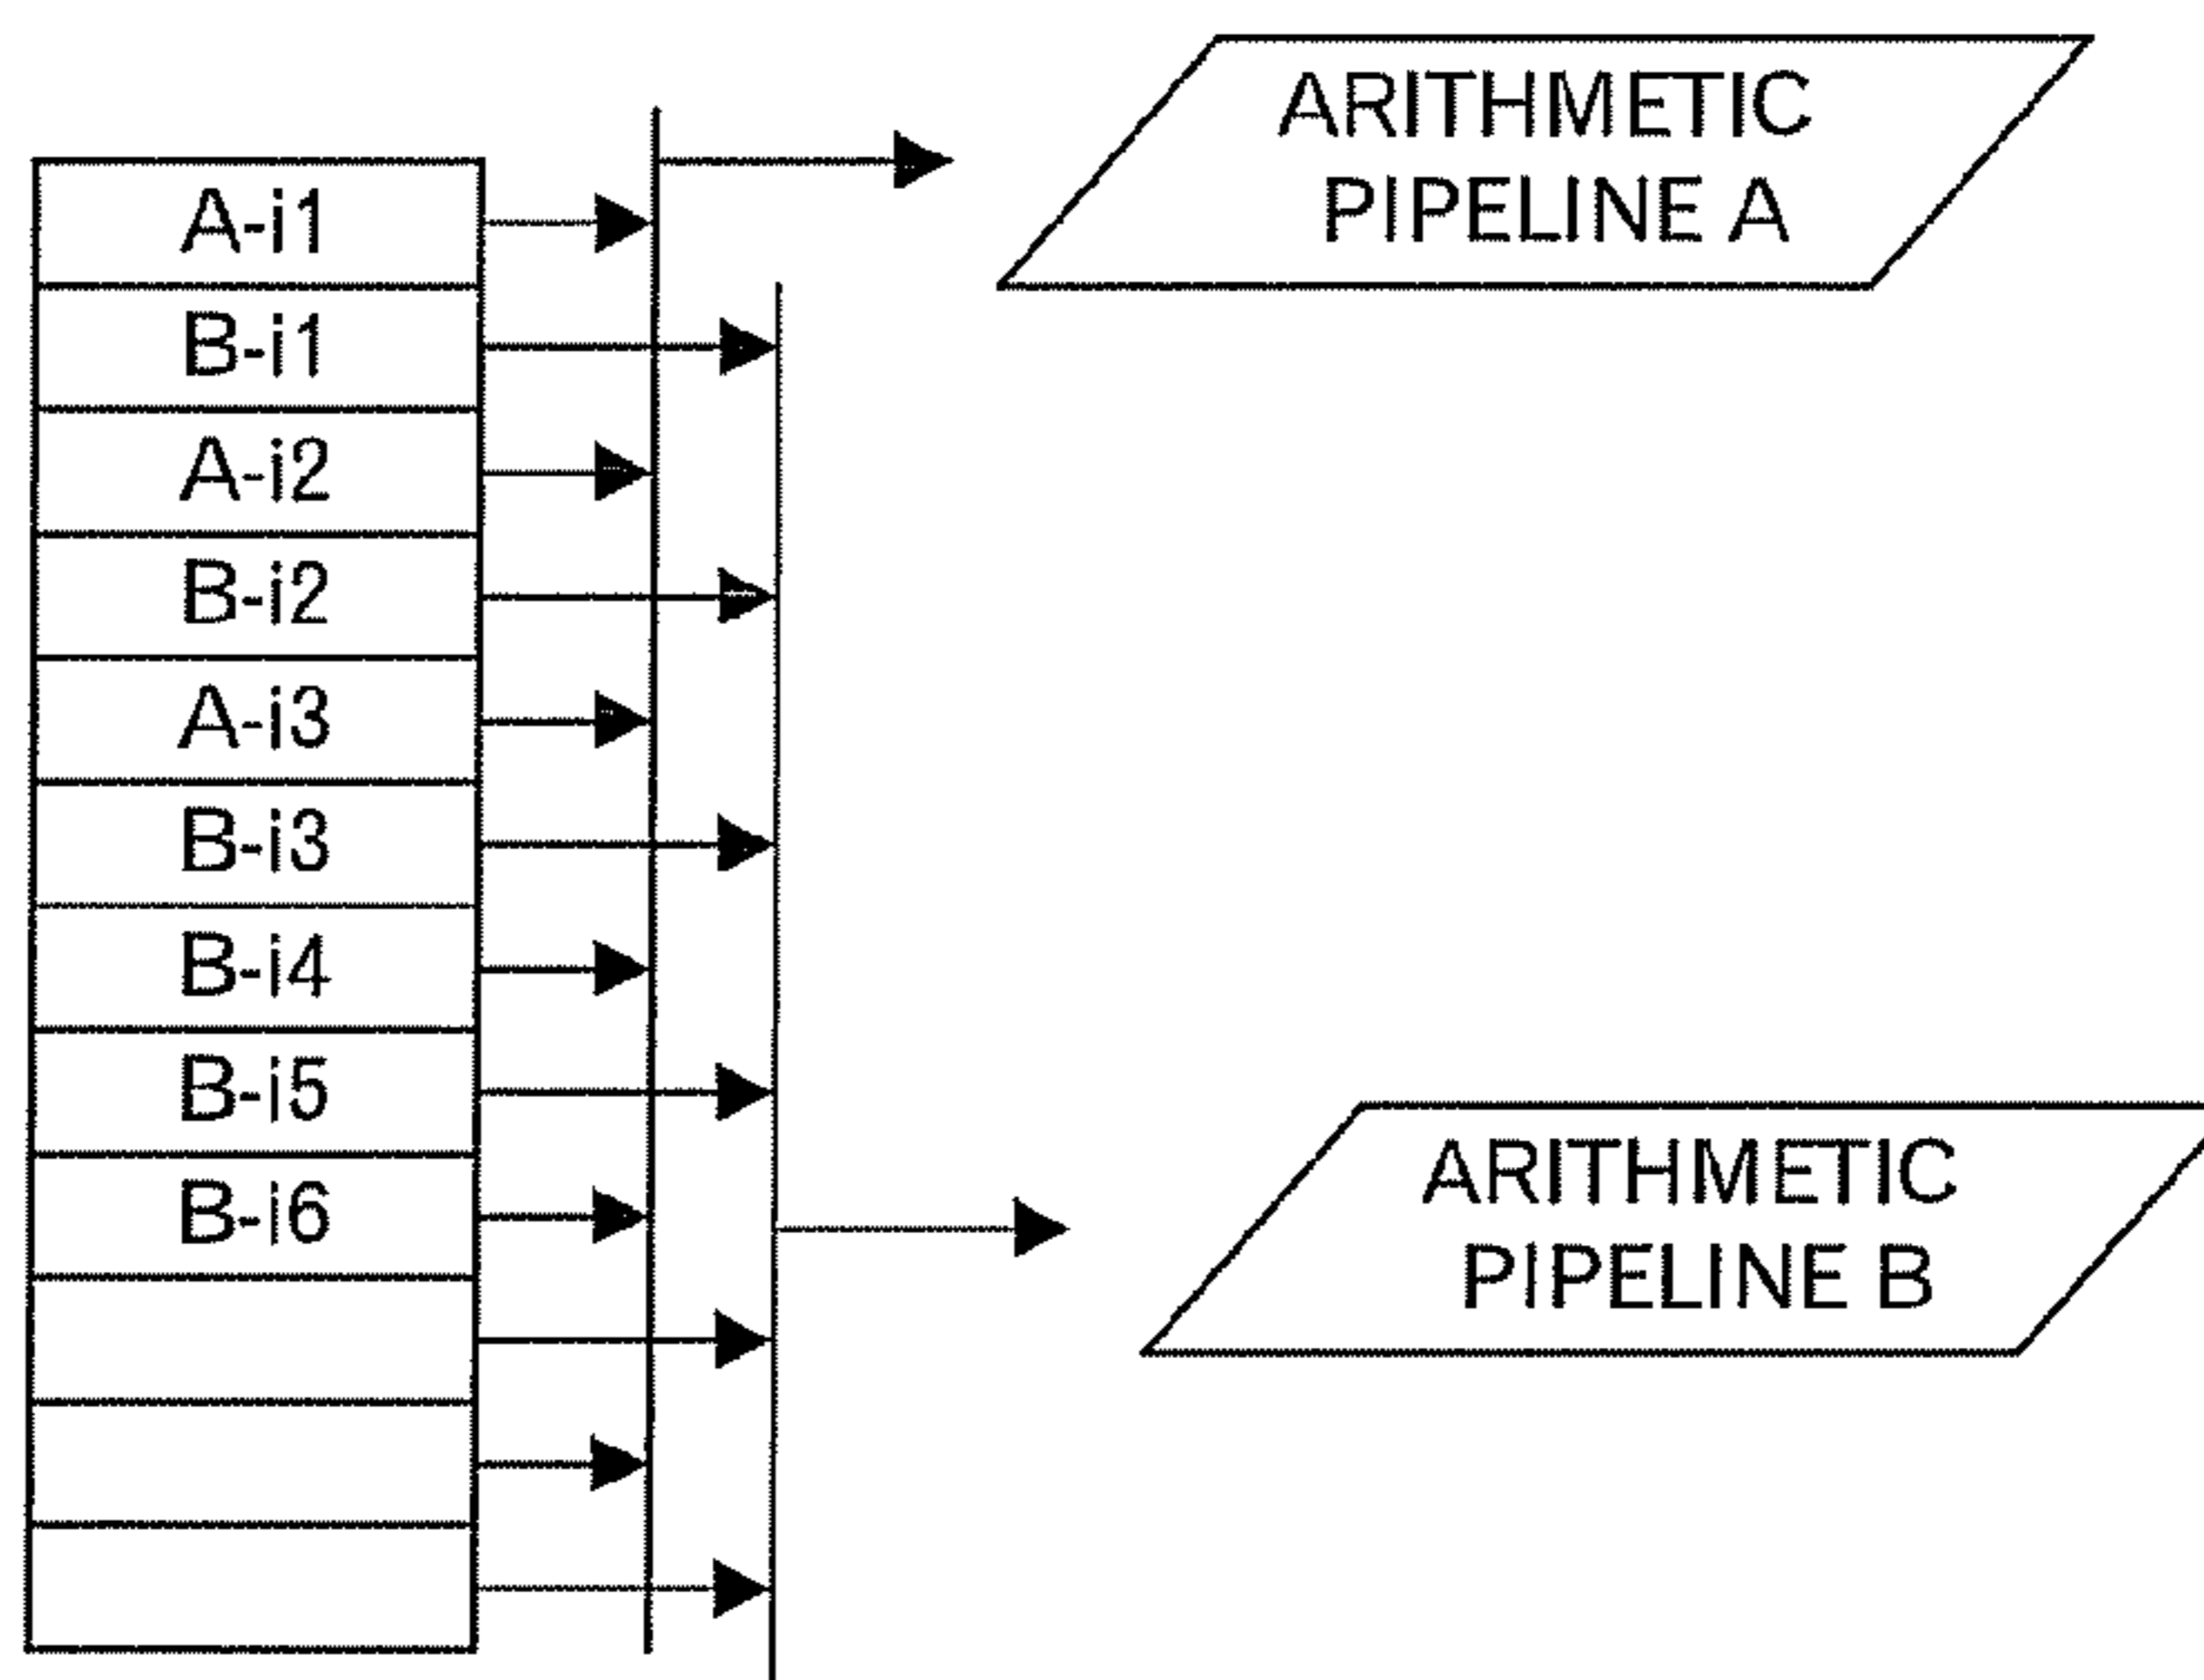 ARITHMETIC
PIPELINE A
A-i1
B-i1
A-i2
B-i2
A-i3
B-i3
B-i4
B-i5
B-i6
ARITHMETIC
PIPELINE B